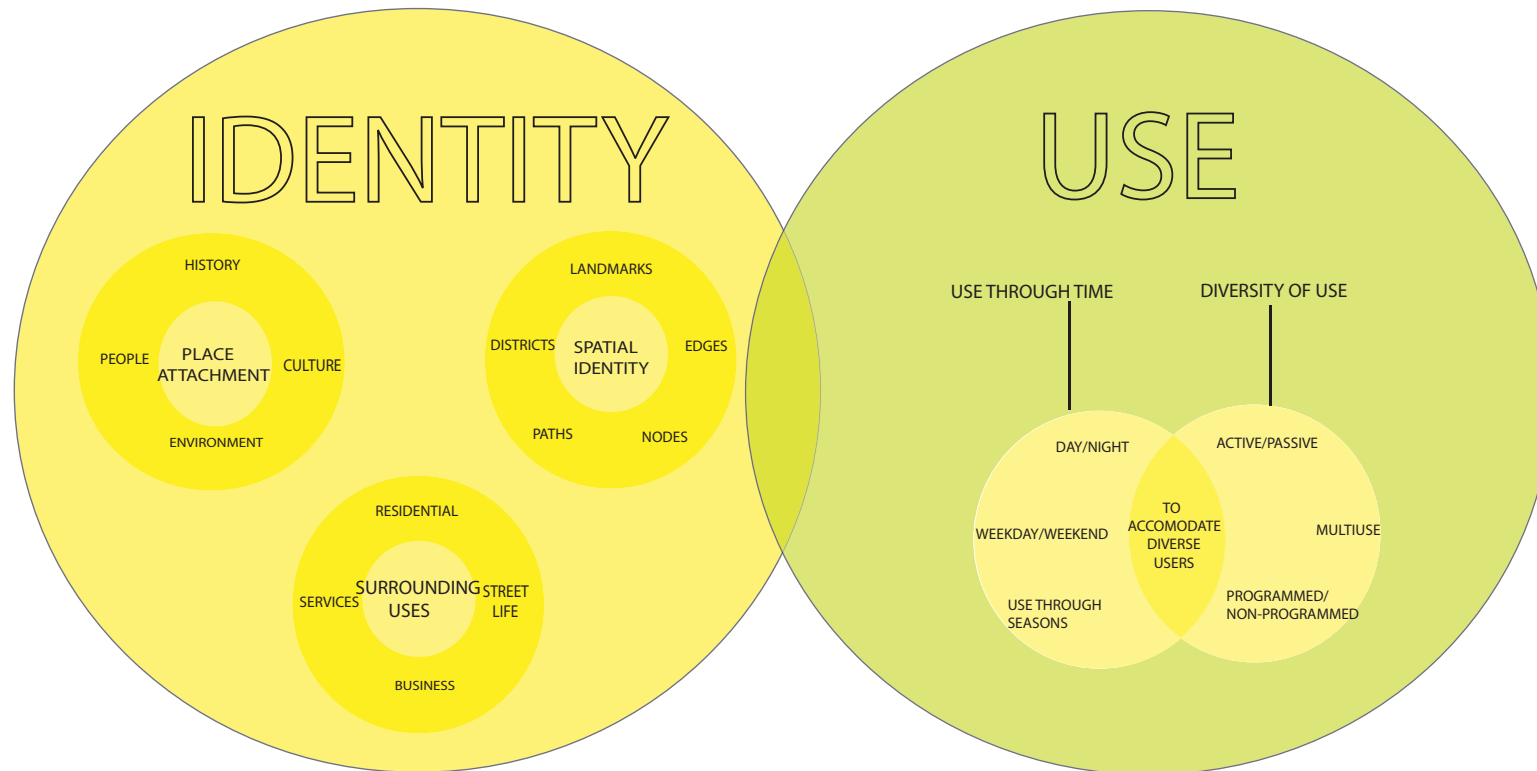 IDENTITY
HISTORY
PEOPLE
PLACE
ATTACHMENT
CULTURE
ENVIRONMENT
LANDMARKS
DISTRICTS
SPATIAL
IDENTITY
EDGES
PATHS
NODES
RESIDENTIAL
SERVICES
SURROUNDING
USES
STREET
LIFE
BUSINESS
USE
USE THROUGH TIME
DIVERSITY OF USE
DAY/NIGHT
WEEKDAY/WEEKEND
USE THROUGH
SEASONS
TO
ACCOMODATE
DIVERSE
USERS
ACTIVE/PASSIVE
MULTIUSE
PROGRAMMED/
NON-PROGRAMMED